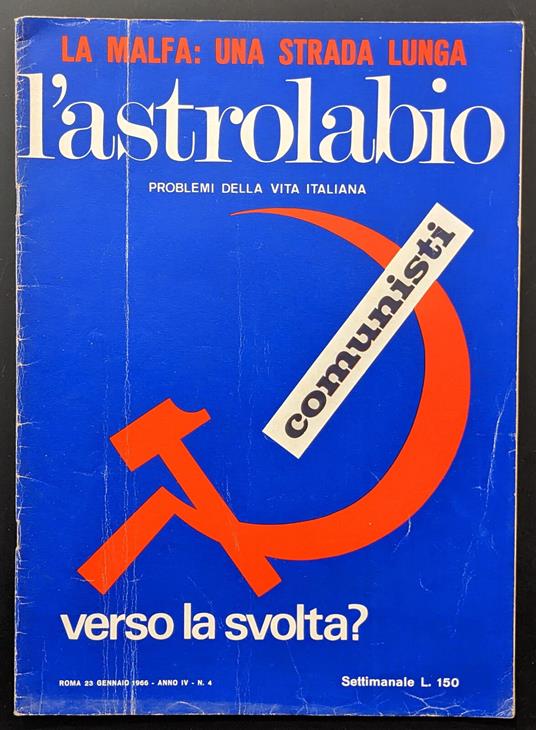 LA MALFA: UNA STRADA LUNGA
l'astrolabio
PROBLEMI DELLA VITA ITALIANA
comunisti
verso la svolta?
ROMA 23 GENNAIO 1966 - ANNO IV - N. 4
Settimanale L. 150